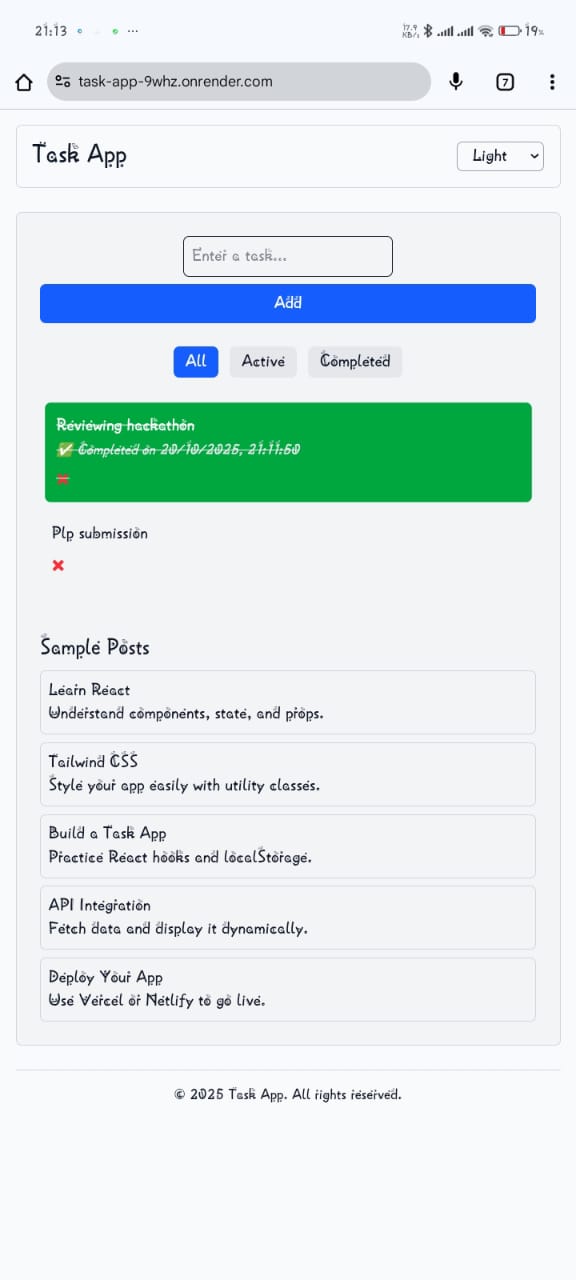 21:13
17.9 KB/s 19%
task-app-9whz.onrender.com 7
Task App Light
Enter a task...
Add
All Active Completed
Reviewing hackathon
✅ Completed on 20/10/2025, 21:11:50
Plp submission
Sample Posts
Learn React
Understand components, state, and props.
Tailwind CSS
Style your app easily with utility classes.
Build a Task App
Practice React hooks and localStorage.
API Integration
Fetch data and display it dynamically.
Deploy Your App
Use Vercel or Netlify to go live.
© 2025 Task App. All rights reserved.